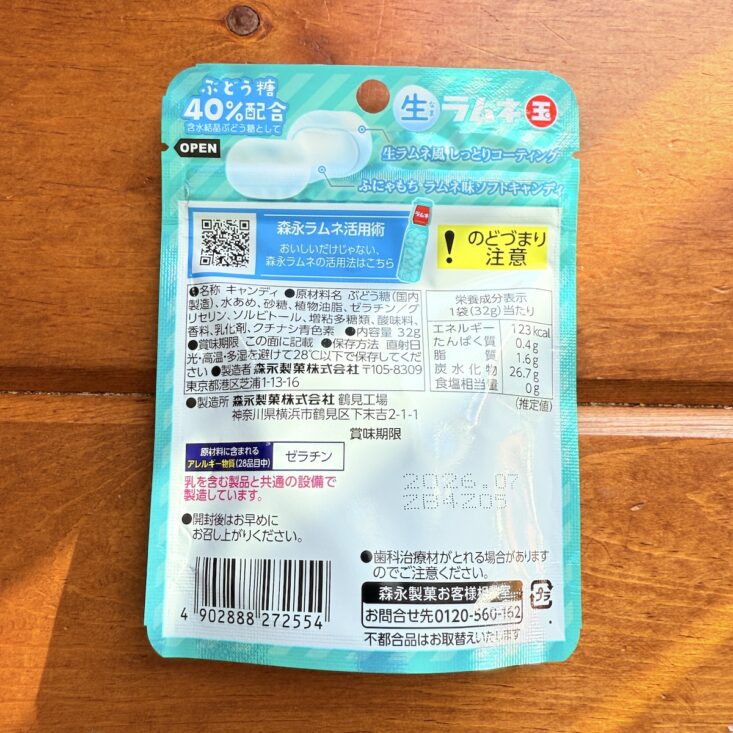 ぶどう糖
40%配合
含水結晶ぶどう糖として
OPEN
生 ラムネ 玉
なま
生ラムネ風 しっとりコーティング
ふにゃもち ラムネ味ソフトキャンディ
森永ラムネ活用術
おいしいだけじゃない、
森永ラムネの活用法はこちら
ラムネ
! のどづまり
注意
●名称 キャンディ ●原材料名 ぶどう糖(国内
製造)、水あめ、砂糖、植物油脂、ゼラチン/グ
リセリン、ソルビトール、増粘多糖類、酸味料、
香料、乳化剤、クチナシ青色素 ●内容量 32g
●賞味期限 この面に記載 ●保存方法 直射日
光・高温・多湿を避けて28℃以下で保存してくだ
さい ●製造者 森永製菓株式会社 〒105-8309
東京都港区芝浦1-13-16
●製造所 森永製菓株式会社 鶴見工場
神奈川県横浜市鶴見区下末吉2-1-1
栄養成分表示
1袋(32g)当たり
エネルギー 123kcal
たんぱく質 0.4g
脂質 1.6g
炭水化物 26.7g
食塩相当量 0g
(推定値)
賞味期限
2026.07
2B4Z05
原材料に含まれる
アレルギー物質(28品目中)
ゼラチン
乳を含む製品と共通の設備で
製造しています。
●開封後はお早めに
お召し上がりください。
4 902888 272554
●歯科治療材がとれる場合があります
のでご注意ください。
森永製菓お客様相談室
お問合せ先0120-560-162
不都合品はお取替えいたします
プラ